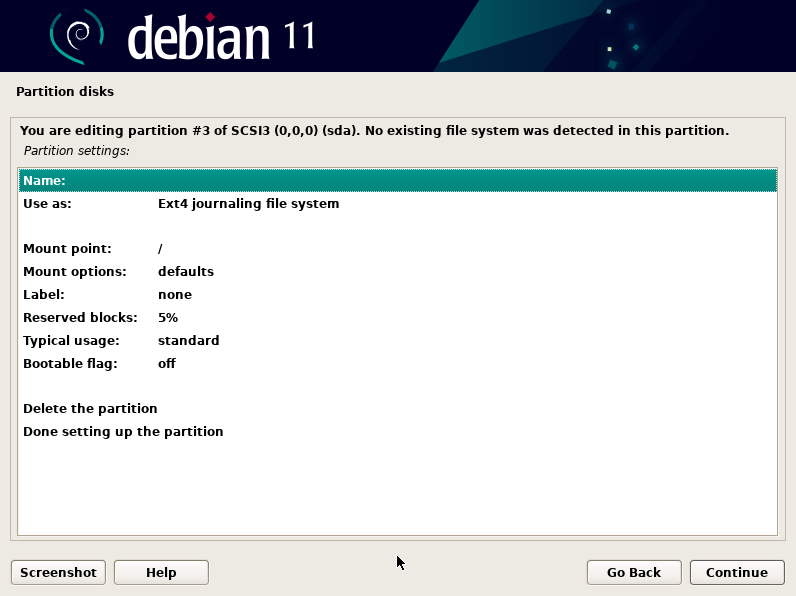 debian 11
Partition disks
You are editing partition #3 of SCSI3 (0,0,0) (sda). No existing file system was detected in this partition.
Partition settings:
Name:
Use as: Ext4 journaling file system
Mount point: /
Mount options: defaults
Label: none
Reserved blocks: 5%
Typical usage: standard
Bootable flag: off
Delete the partition
Done setting up the partition
Screenshot Help Go Back Continue